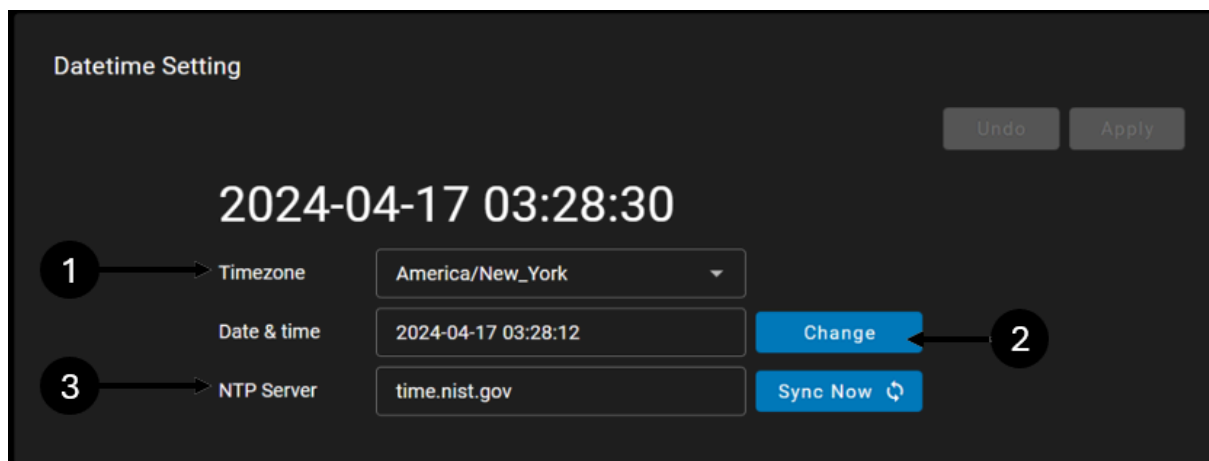 Datetime Setting
Undo Apply
2024-04-17 03:28:30
1 Timezone America/New_York
Date & time 2024-04-17 03:28:12 Change 2
3 NTP Server time.nist.gov Sync Now